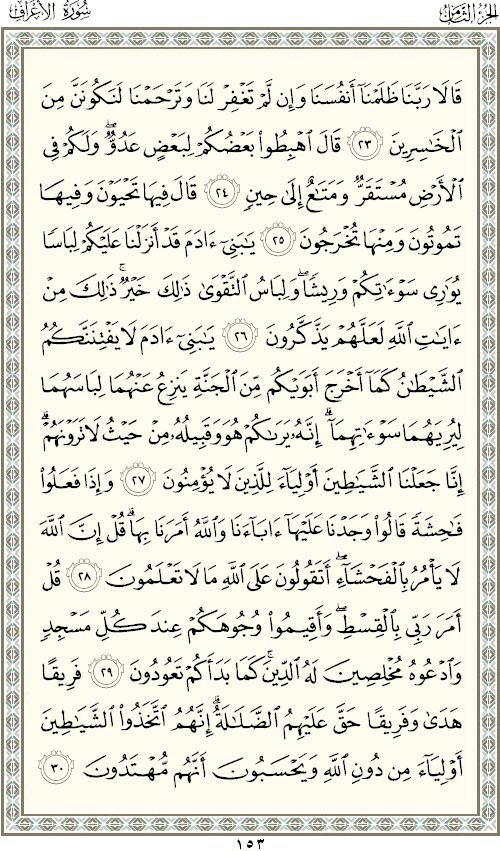 الجزء الثامن
سورة الأعراف
قَالَا رَبَّنَا ظَلَمْنَآ أَنفُسَنَا وَإِن لَّمْ تَغْفِرْ لَنَا وَتَرْحَمْنَا لَنَكُونَنَّ مِنَ
ٱلْخَٰسِرِينَ ٢٣ قَالَ ٱهْبِطُوا۟ بَعْضُكُمْ لِبَعْضٍ عَدُوٌّ ۖ وَلَكُمْ فِى
ٱلْأَرْضِ مُسْتَقَرٌّ وَمَتَٰعٌ إِلَىٰ حِينٍ ٢٤ قَالَ فِيهَا تَحْيَوْنَ وَفِيهَا
تَمُوتُونَ وَمِنْهَا تُخْرَجُونَ ٢٥ يَٰبَنِىٓ ءَادَمَ قَدْ أَنزَلْنَا عَلَيْكُمْ لِبَاسًا
يُوَٰرِى سَوْءَٰتِكُمْ وَرِيشًا ۖ وَلِبَاسُ ٱلتَّقْوَىٰ ذَٰلِكَ خَيْرٌ ۚ ذَٰلِكَ مِنْ
ءَايَٰتِ ٱللَّهِ لَعَلَّهُمْ يَذَّكَّرُونَ ٢٦ يَٰبَنِىٓ ءَادَمَ لَا يَفْتِنَنَّكُمُ
ٱلشَّيْطَٰنُ كَمَآ أَخْرَجَ أَبَوَيْكُم مِّنَ ٱلْجَنَّةِ يَنزِعُ عَنْهُمَا لِبَاسَهُمَا
لِيُرِيَهُمَا سَوْءَٰتِهِمَآ ۗ إِنَّهُۥ يَرَىٰكُمْ هُوَ وَقَبِيلُهُۥ مِنْ حَيْثُ لَا تَرَوْنَهُمْ ۗ
إِنَّا جَعَلْنَا ٱلشَّيَٰطِينَ أَوْلِيَآءَ لِلَّذِينَ لَا يُؤْمِنُونَ ٢٧ وَإِذَا فَعَلُوا۟
فَٰحِشَةً قَالُوا۟ وَجَدْنَا عَلَيْهَآ ءَابَآءَنَا وَٱللَّهُ أَمَرَنَا بِهَا ۗ قُلْ إِنَّ ٱللَّهَ
لَا يَأْمُرُ بِٱلْفَحْشَآءِ ۖ أَتَقُولُونَ عَلَى ٱللَّهِ مَا لَا تَعْلَمُونَ ٢٨ قُلْ
أَمَرَ رَبِّى بِٱلْقِسْطِ ۖ وَأَقِيمُوا۟ وُجُوهَكُمْ عِندَ كُلِّ مَسْجِدٍ
وَٱدْعُوهُ مُخْلِصِينَ لَهُ ٱلدِّينَ ۚ كَمَا بَدَأَكُمْ تَعُودُونَ ٢٩ فَرِيقًا
هَدَىٰ وَفَرِيقًا حَقَّ عَلَيْهِمُ ٱلضَّلَٰلَةُ ۗ إِنَّهُمُ ٱتَّخَذُوا۟ ٱلشَّيَٰطِينَ
أَوْلِيَآءَ مِن دُونِ ٱللَّهِ وَيَحْسَبُونَ أَنَّهُم مُّهْتَدُونَ ٣٠
١٥٣